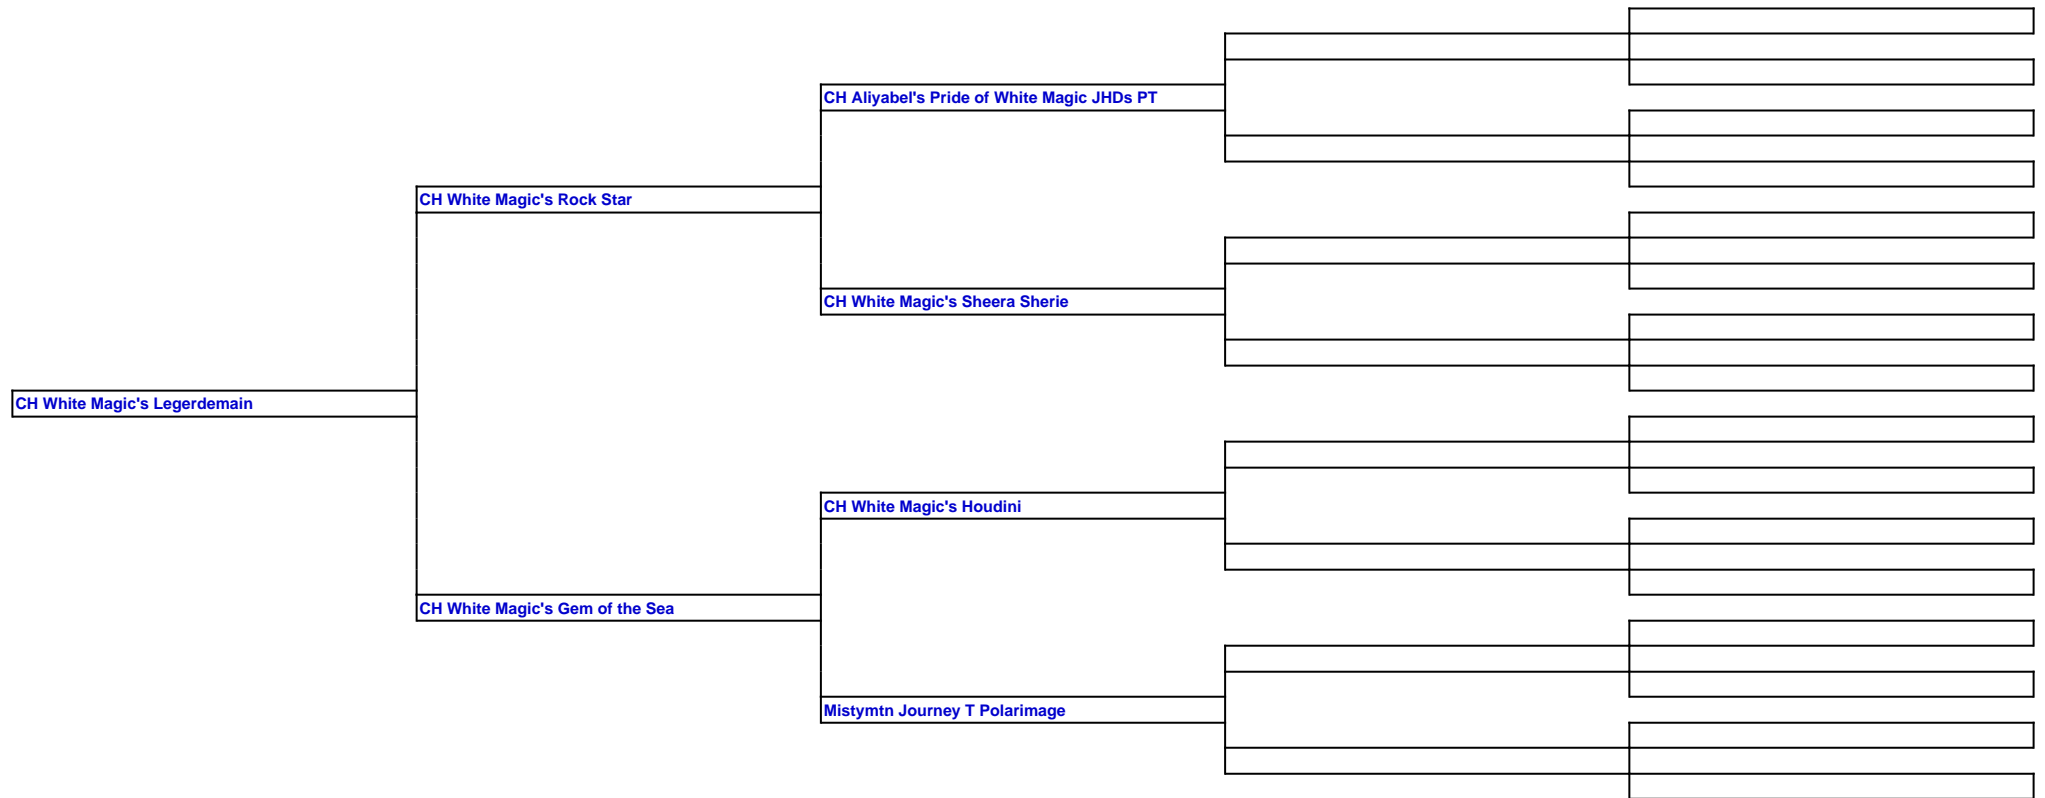 CH Aliyabel's Pride of White Magic JHDs PT
CH White Magic's Rock Star
CH White Magic's Sheera Sherie
CH White Magic's Legerdemain
CH White Magic's Houdini
CH White Magic's Gem of the Sea
Mistymtn Journey T Polarimage